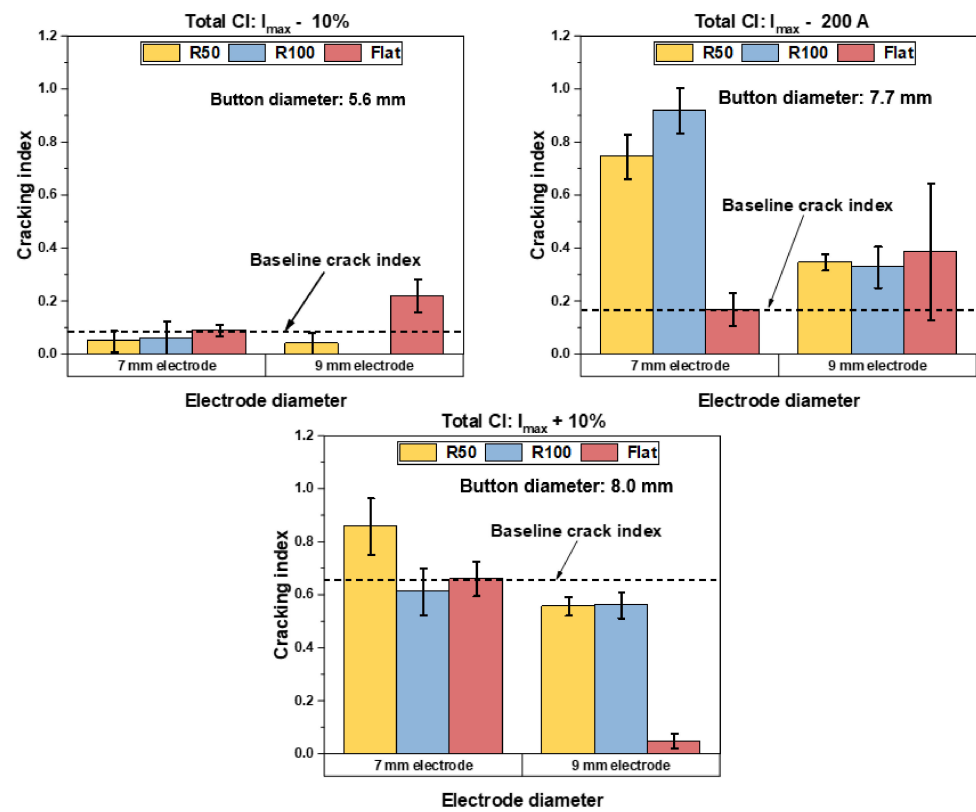 Total CI: Imax - 10%
1.2
1.0
0.8
0.6
0.4
0.2
0.0
Cracking index
R50 R100 Flat
Button diameter: 5.6 mm
Baseline crack index
7 mm electrode 9 mm electrode
Electrode diameter
Total CI: Imax - 200 A
1.2
1.0
0.8
0.6
0.4
0.2
0.0
Cracking index
R50 R100 Flat
Button diameter: 7.7 mm
Baseline crack index
7 mm electrode 9 mm electrode
Electrode diameter
Total CI: Imax + 10%
1.2
1.0
0.8
0.6
0.4
0.2
0.0
Cracking index
R50 R100 Flat
Button diameter: 8.0 mm
Baseline crack index
7 mm electrode 9 mm electrode
Electrode diameter